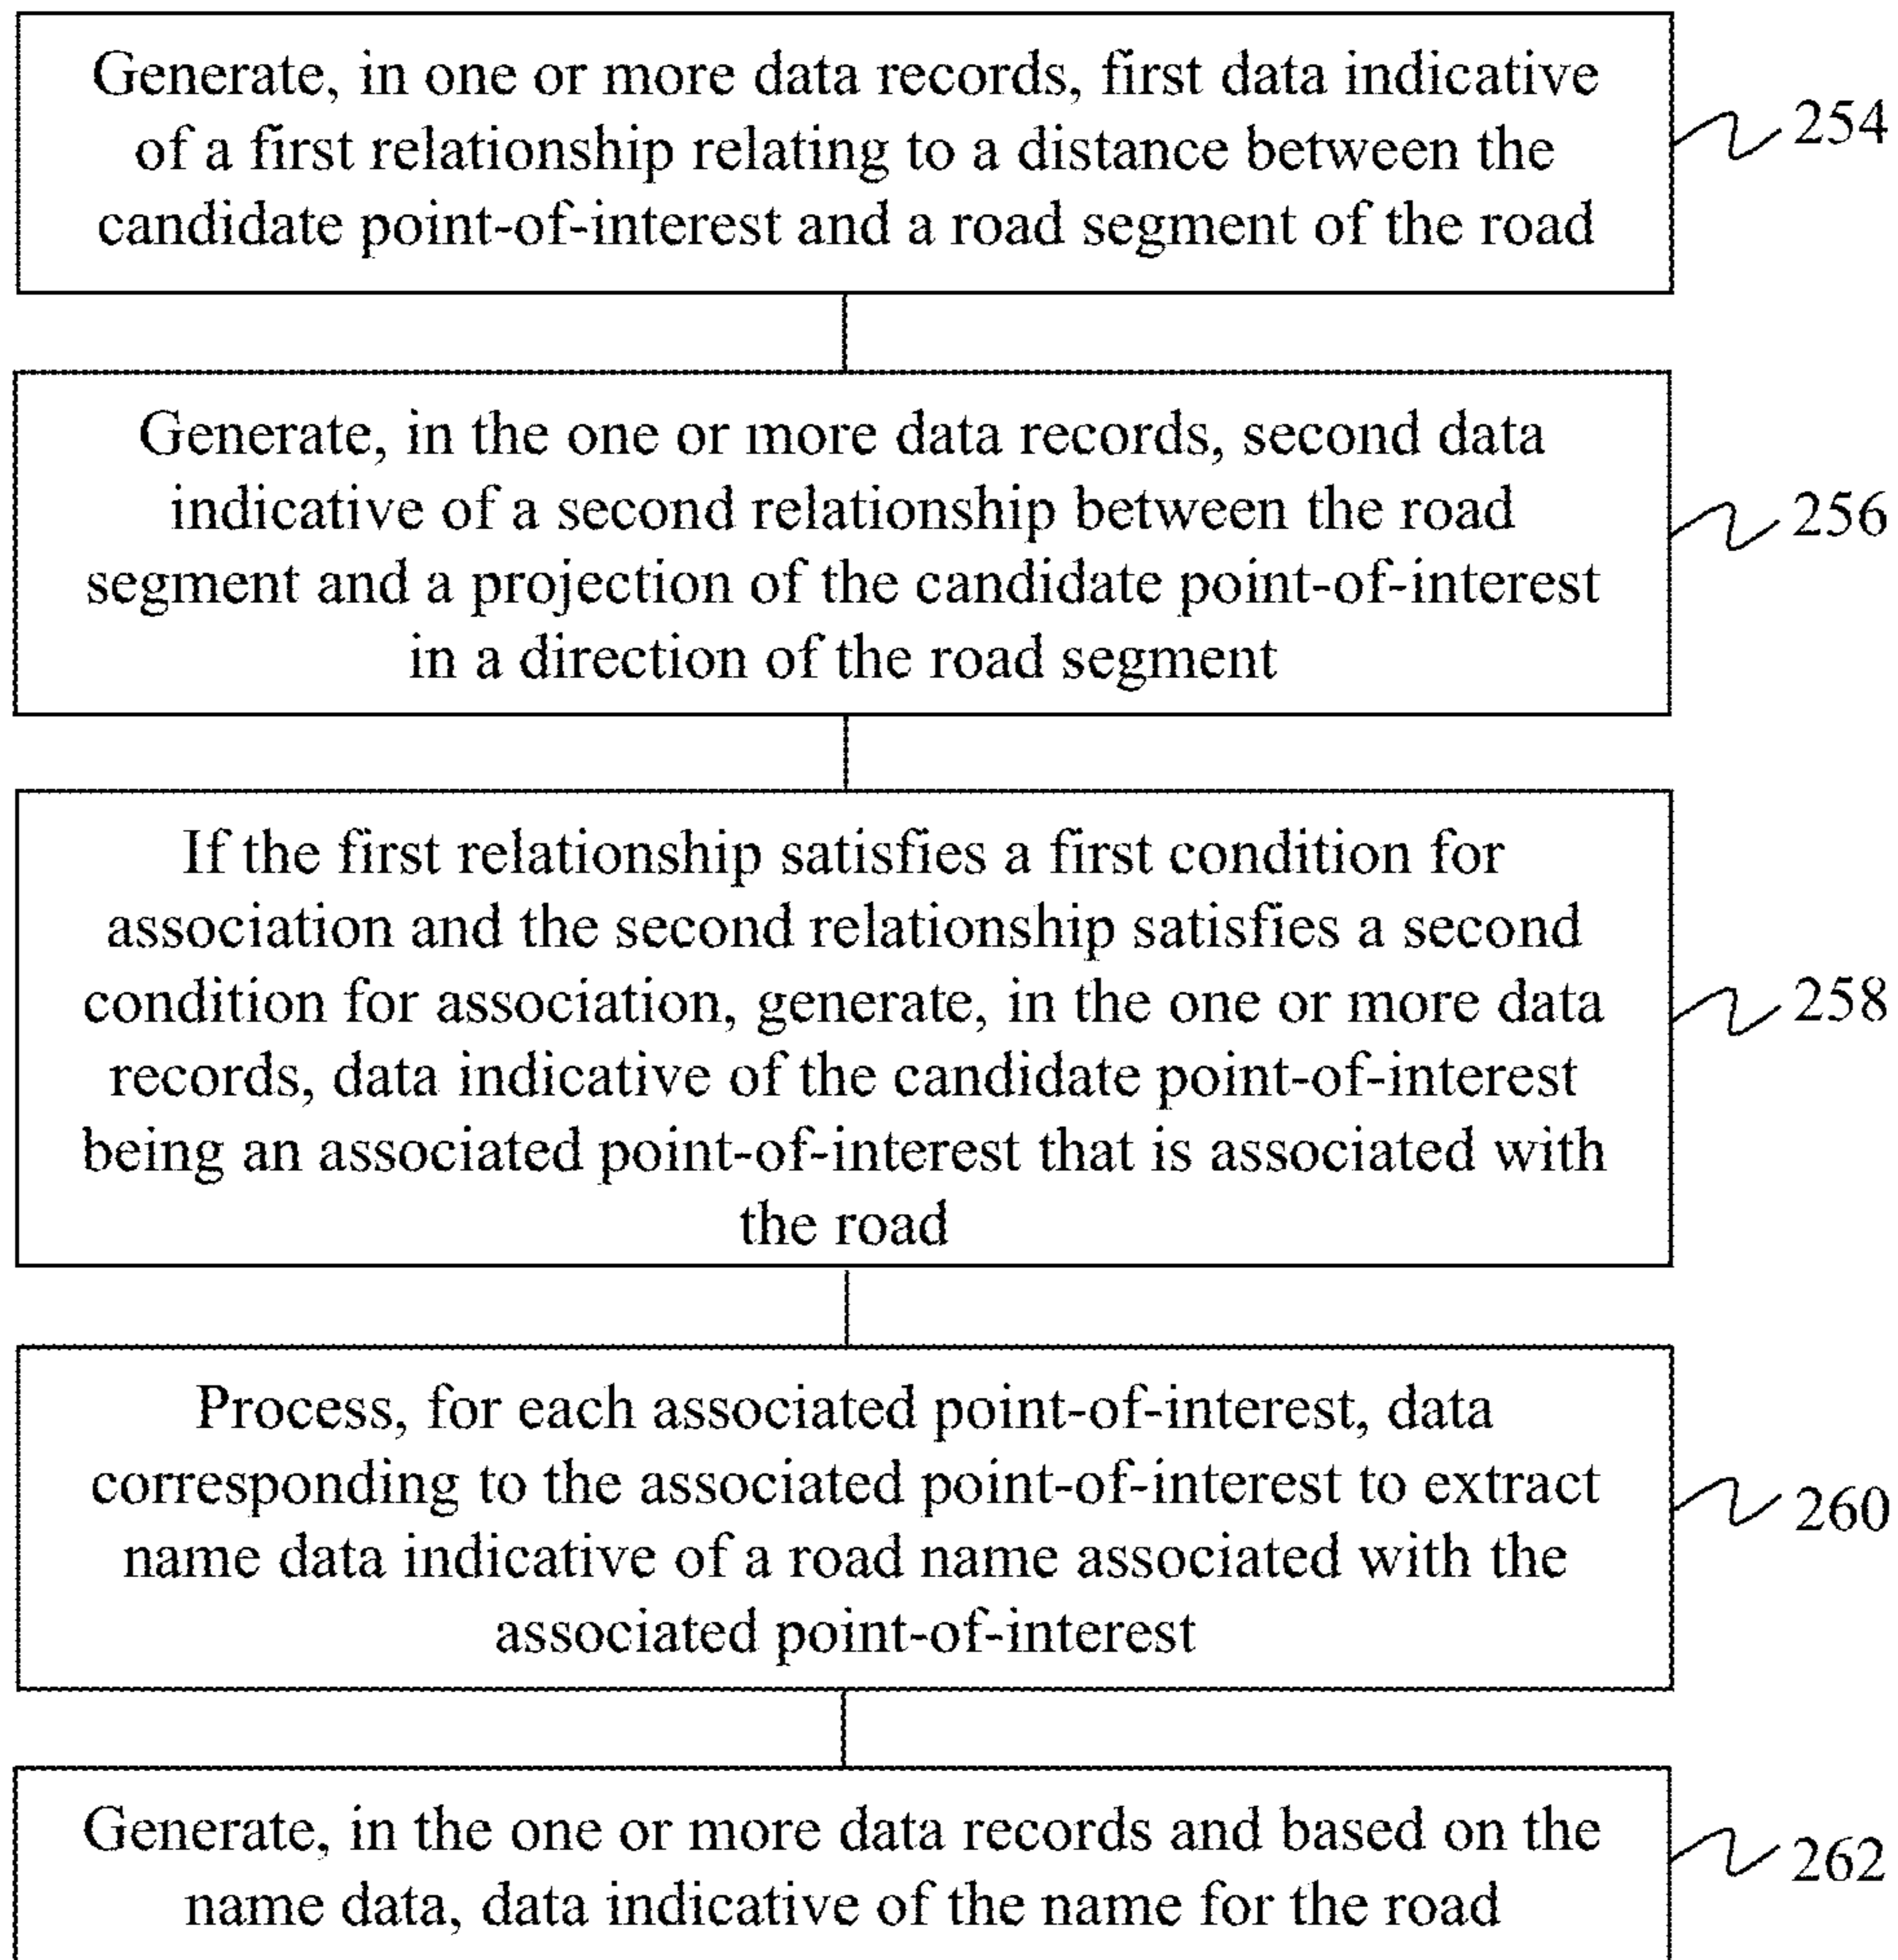 Generate, in one or more data records, first data indicative
of a first relationship relating to a distance between the
candidate point-of-interest and a road segment of the road
254
Generate, in the one or more data records, second data
indicative of a second relationship between the road
segment and a projection of the candidate point-of-interest
in a direction of the road segment
256
If the first relationship satisfies a first condition for
association and the second relationship satisfies a second
condition for association, generate, in the one or more data
records, data indicative of the candidate point-of-interest
being an associated point-of-interest that is associated with
the road
258
Process, for each associated point-of-interest, data
corresponding to the associated point-of-interest to extract
name data indicative of a road name associated with the
associated point-of-interest
260
Generate, in the one or more data records and based on the
name data, data indicative of the name for the road
262